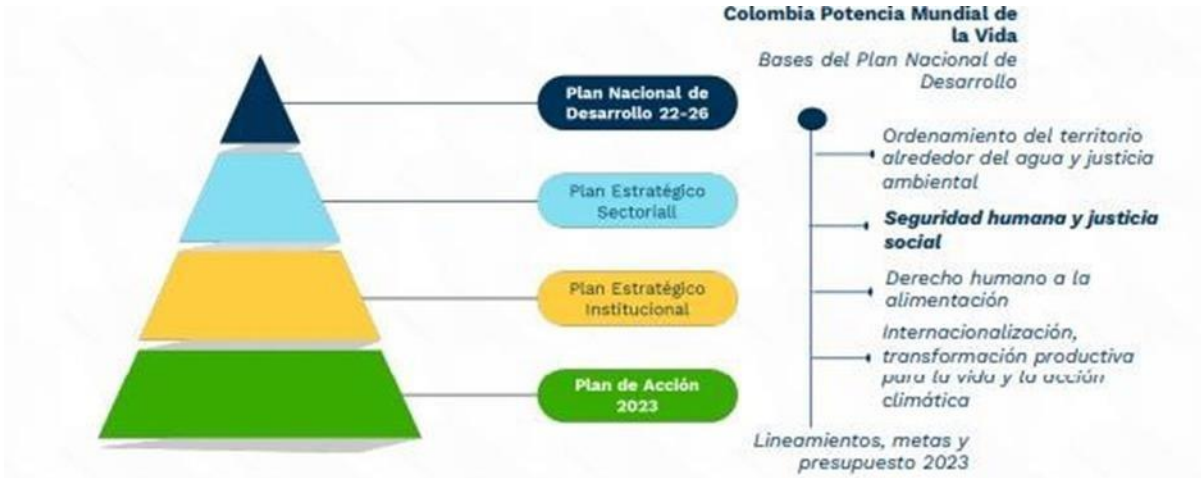 Plan Nacional de
Desarrollo 22-26
Plan Estratégico
Sectoriall
Plan Estratégico
Institucional
Plan de Acción
2023
Colombia Potencia Mundial de
la Vida
Bases del Plan Nacional de
Desarrollo
Ordenamiento del territorio
alrededor del agua y justicia
ambiental
Seguridad humana y justicia
social
Derecho humano a la
alimentación
Internacionalización,
transformación productiva
para la vida y la acción
climática
Lineamientos, metas y
presupuesto 2023